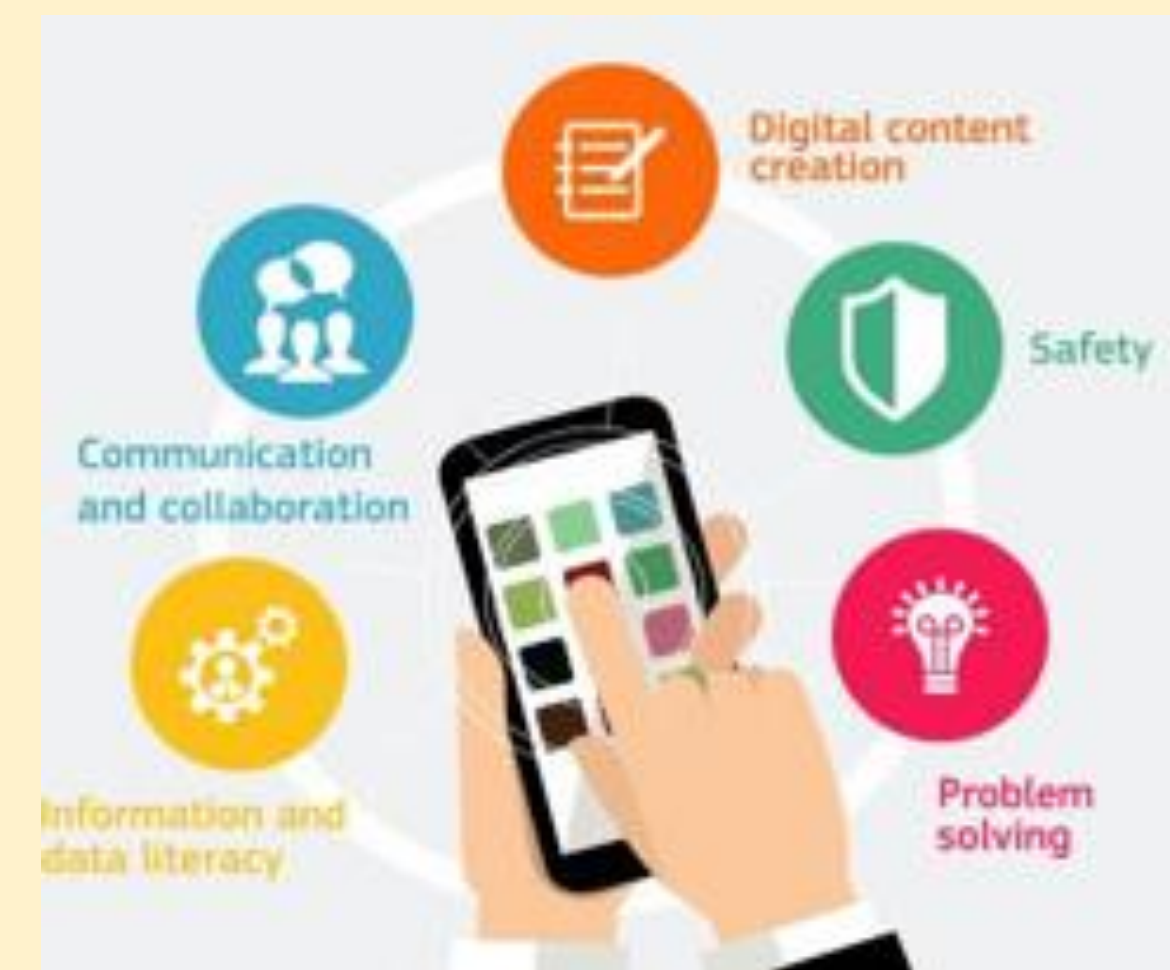 Digital content
creation
Safety
Communication
and collaboration
Information and
data literacy
Problem
solving